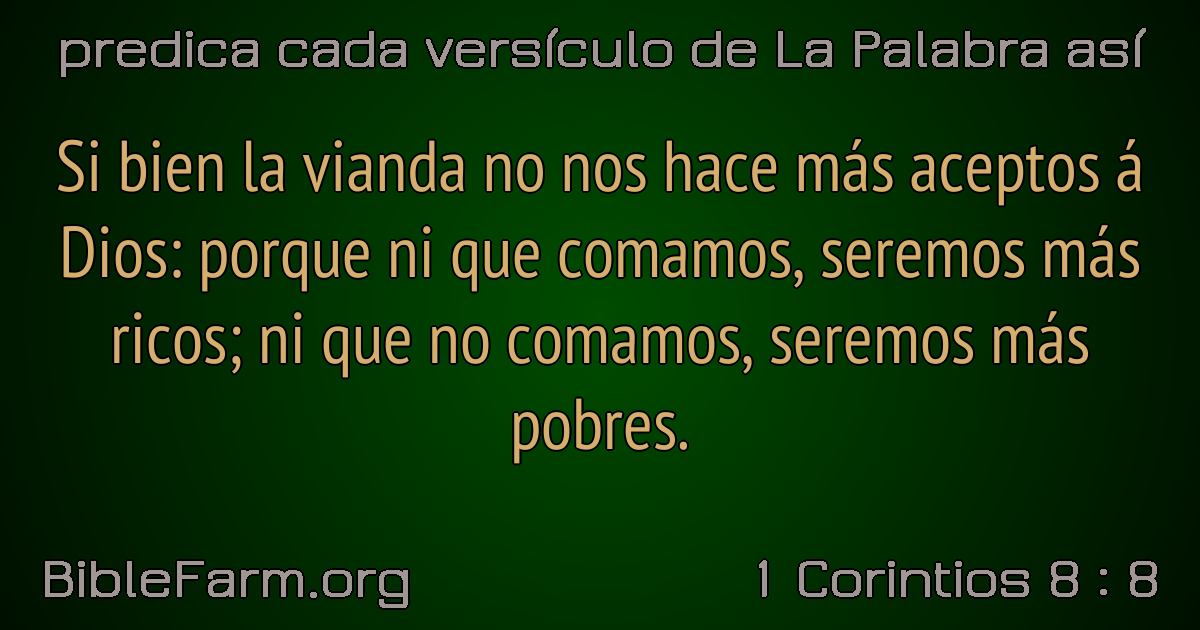 predica cada versículo de La Palabra así
Si bien la vianda no nos hace más aceptos á
Dios: porque ni que comamos, seremos más
ricos; ni que no comamos, seremos más
pobres.
BibleFarm.org
1 Corintios 8 : 8